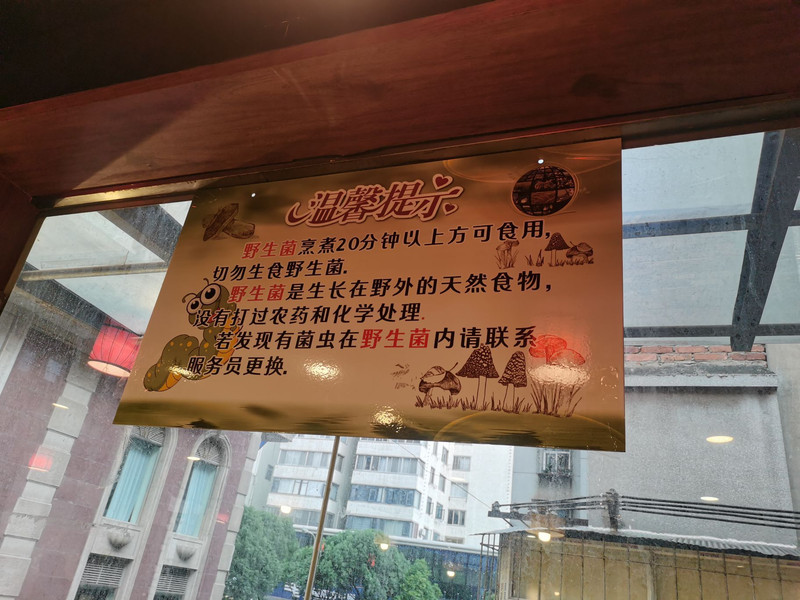 温馨提示
野生菌烹煮20分钟以上方可食用,
切勿生食野生菌.
野生菌是生长在野外的天然食物,
没有打过农药和化学处理.
若发现有菌虫在野生菌内请联系
服务员更换.